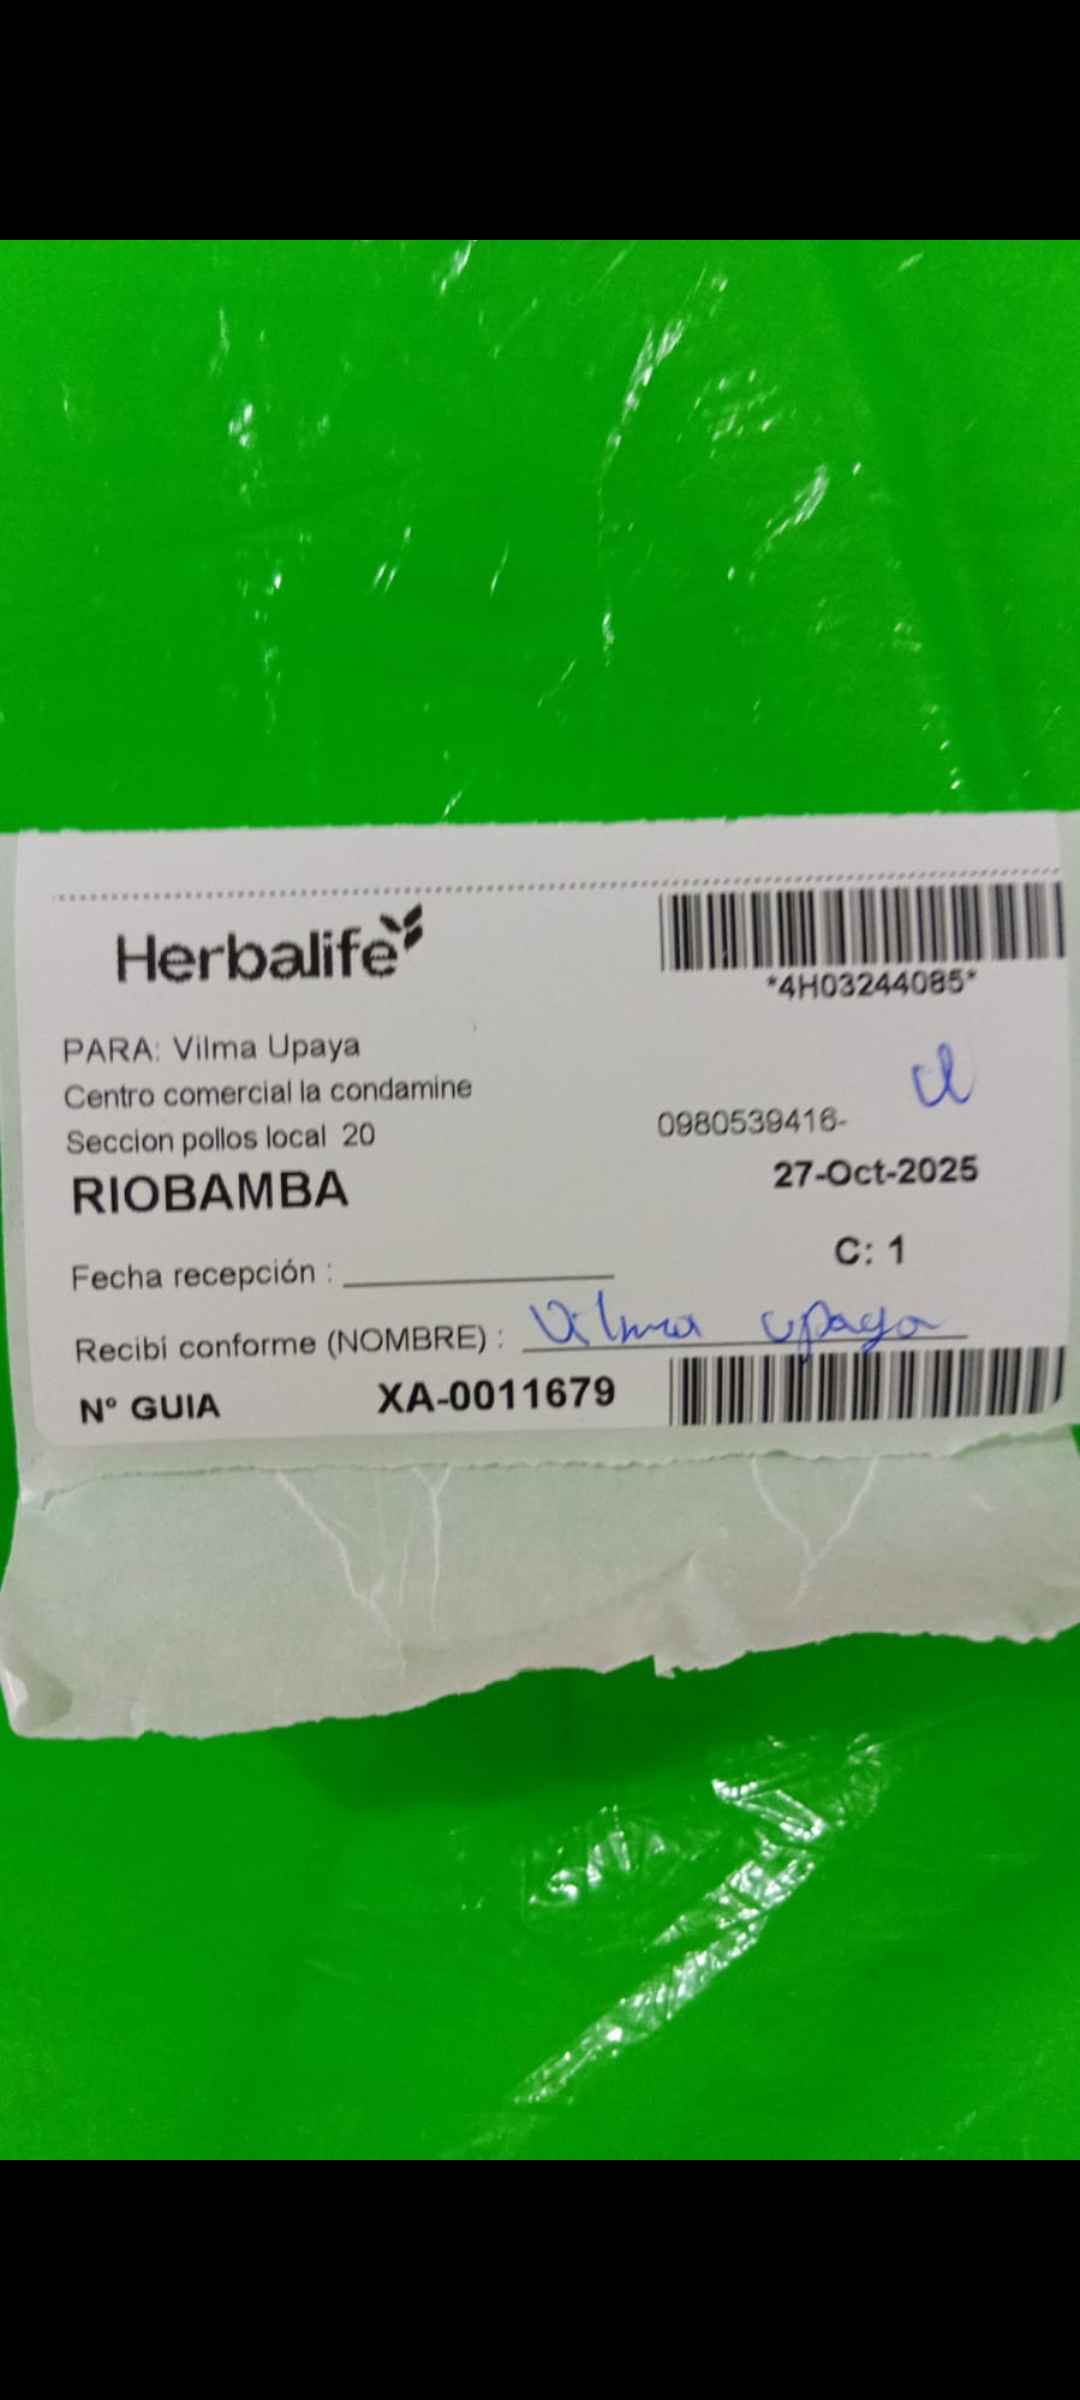 Herbalife
*4H03244085*
PARA: Vilma Upaya
Centro comercial la condamine
Seccion pollos local 20
0980539416-
RIOBAMBA
27-Oct-2025
C: 1
Fecha recepción :
Recibí conforme (NOMBRE) : Vilma upaya
N° GUIA XA-0011679